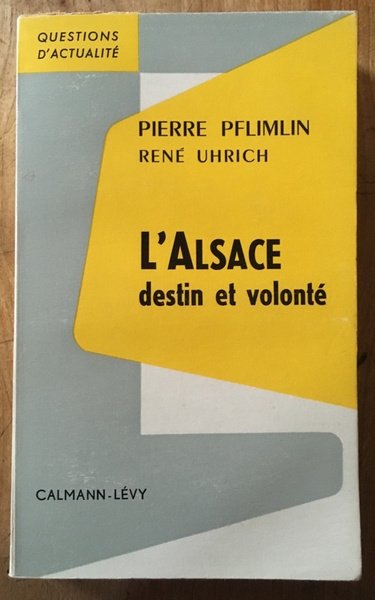 QUESTIONS
D'ACTUALITÉ
PIERRE PFLIMLIN
RENÉ UHRICH
L'ALSACE
destin et volonté
CALMANN-LÉVY